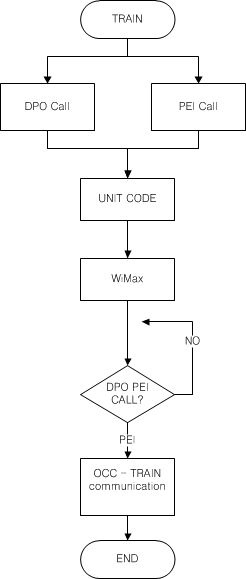 TRAIN
DPO Call
PEI Call
UNIT CODE
WiMax
NO
DPO PEI
CALL?
PEI
OCC - TRAIN
communication
END